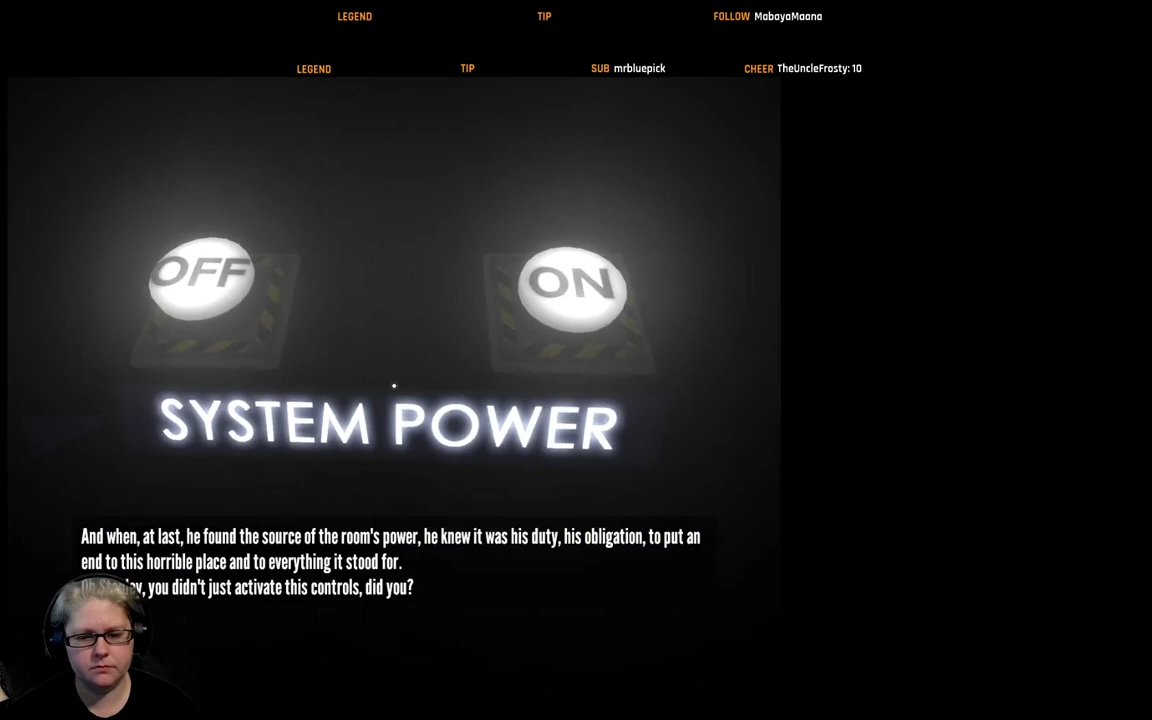 LEGEND TIP FOLLOW MabayaMaana
LEGEND TIP SUB mrbluepick CHEER TheUncleFrosty: 10
OFF ON
SYSTEM POWER
And when, at last, he found the source of the room's power, he knew it was his duty, his obligation, to put an
end to this horrible place and to everything it stood for.
Oh Stanley, you didn't just activate this controls, did you?